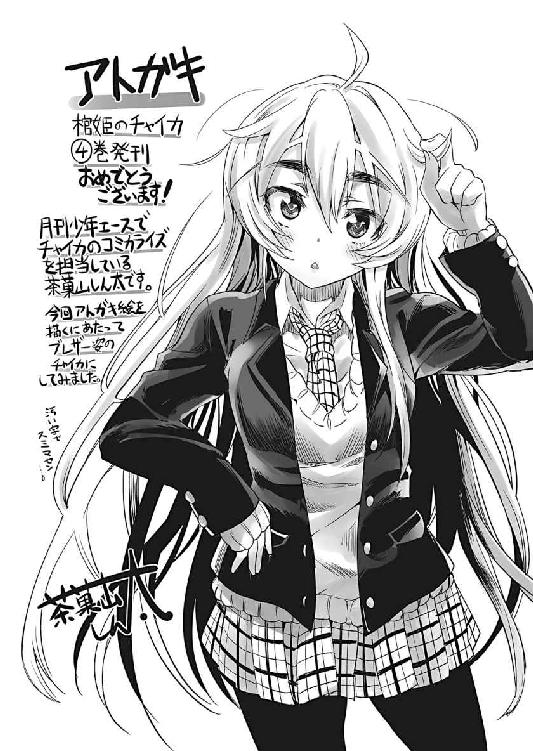 アトガキ
棺姫のチャイカ
④巻発刊
おめでとう
ございます!
月刊少年エースで
チャイカのコミカライズ
を担当している
茶菓山しん太です。
今回アトガキ絵を
描くにあたって
ブレザー姿の
チャイカに
してみました。
汚い字で
スミマセン…。
茶菓山
しん太